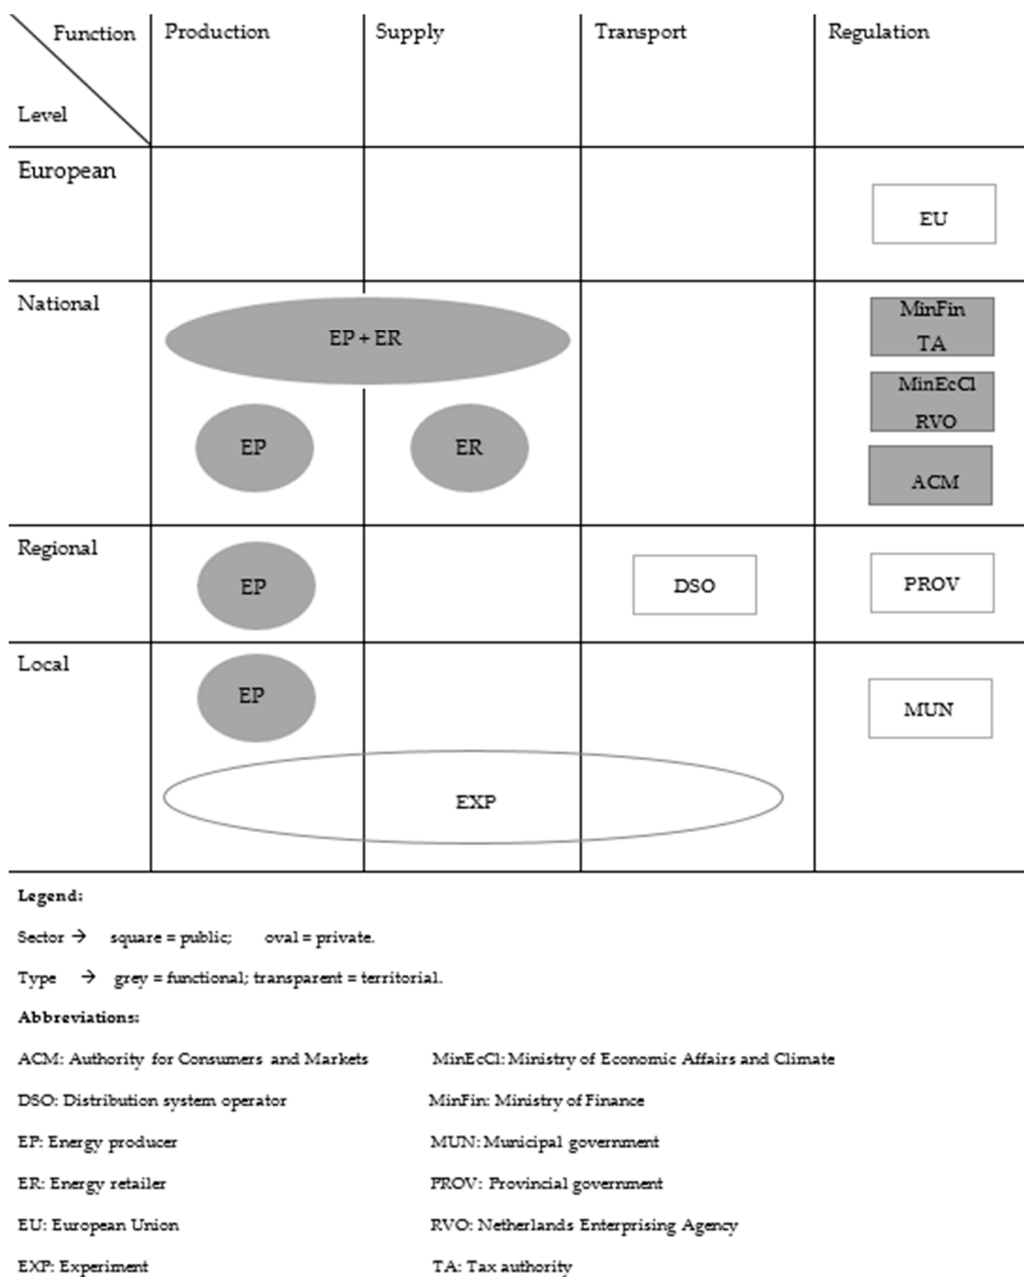 Function Production Supply Transport Regulation
Level
European
EU
National
MinFin
EP + ER
TA
MinEcCl
RVO
EP ER
ACM
Regional
EP DSO PROV
Local
EP MUN
EXP
Legend:
Sector → square = public; oval = private.
Type → grey = functional; transparent = territorial.
Abbreviations:
ACM: Authority for Consumers and Markets MinEcCl: Ministry of Economic Affairs and Climate
DSO: Distribution system operator MinFin: Ministry of Finance
EP: Energy producer MUN: Municipal government
ER: Energy retailer PROV: Provincial government
EU: European Union RVO: Netherlands Enterprising Agency
EXP: Experiment TA: Tax authority